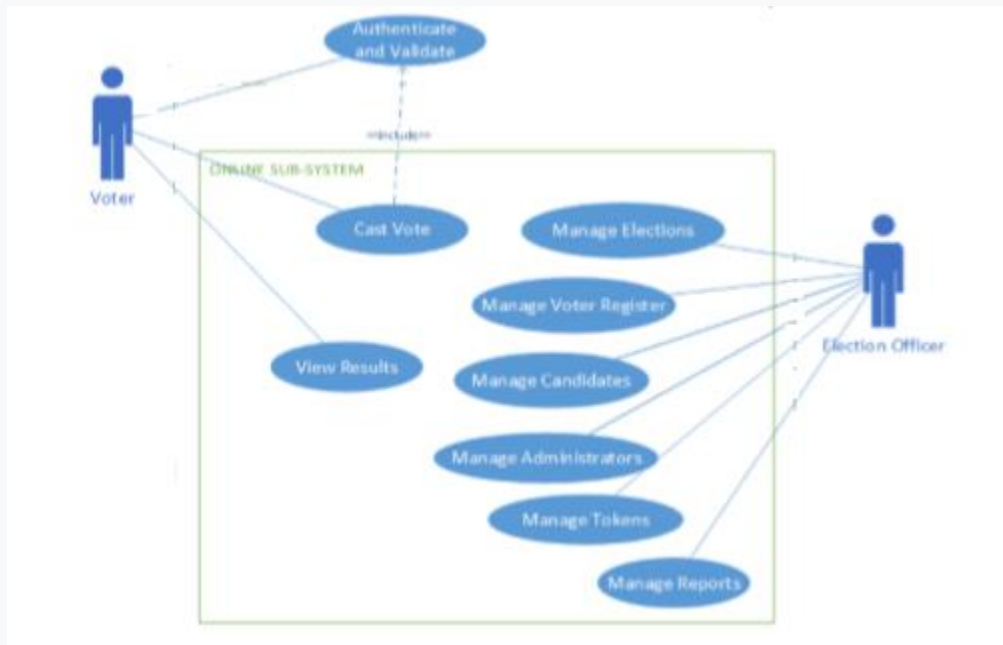 Authenticate
and Validate
<<include>>
ONLINE SUB-SYSTEM
Voter
Cast Vote
Manage Elections
Manage Voter Register
Election Officer
View Results
Manage Candidates
Manage Administrators
Manage Tokens
Manage Reports